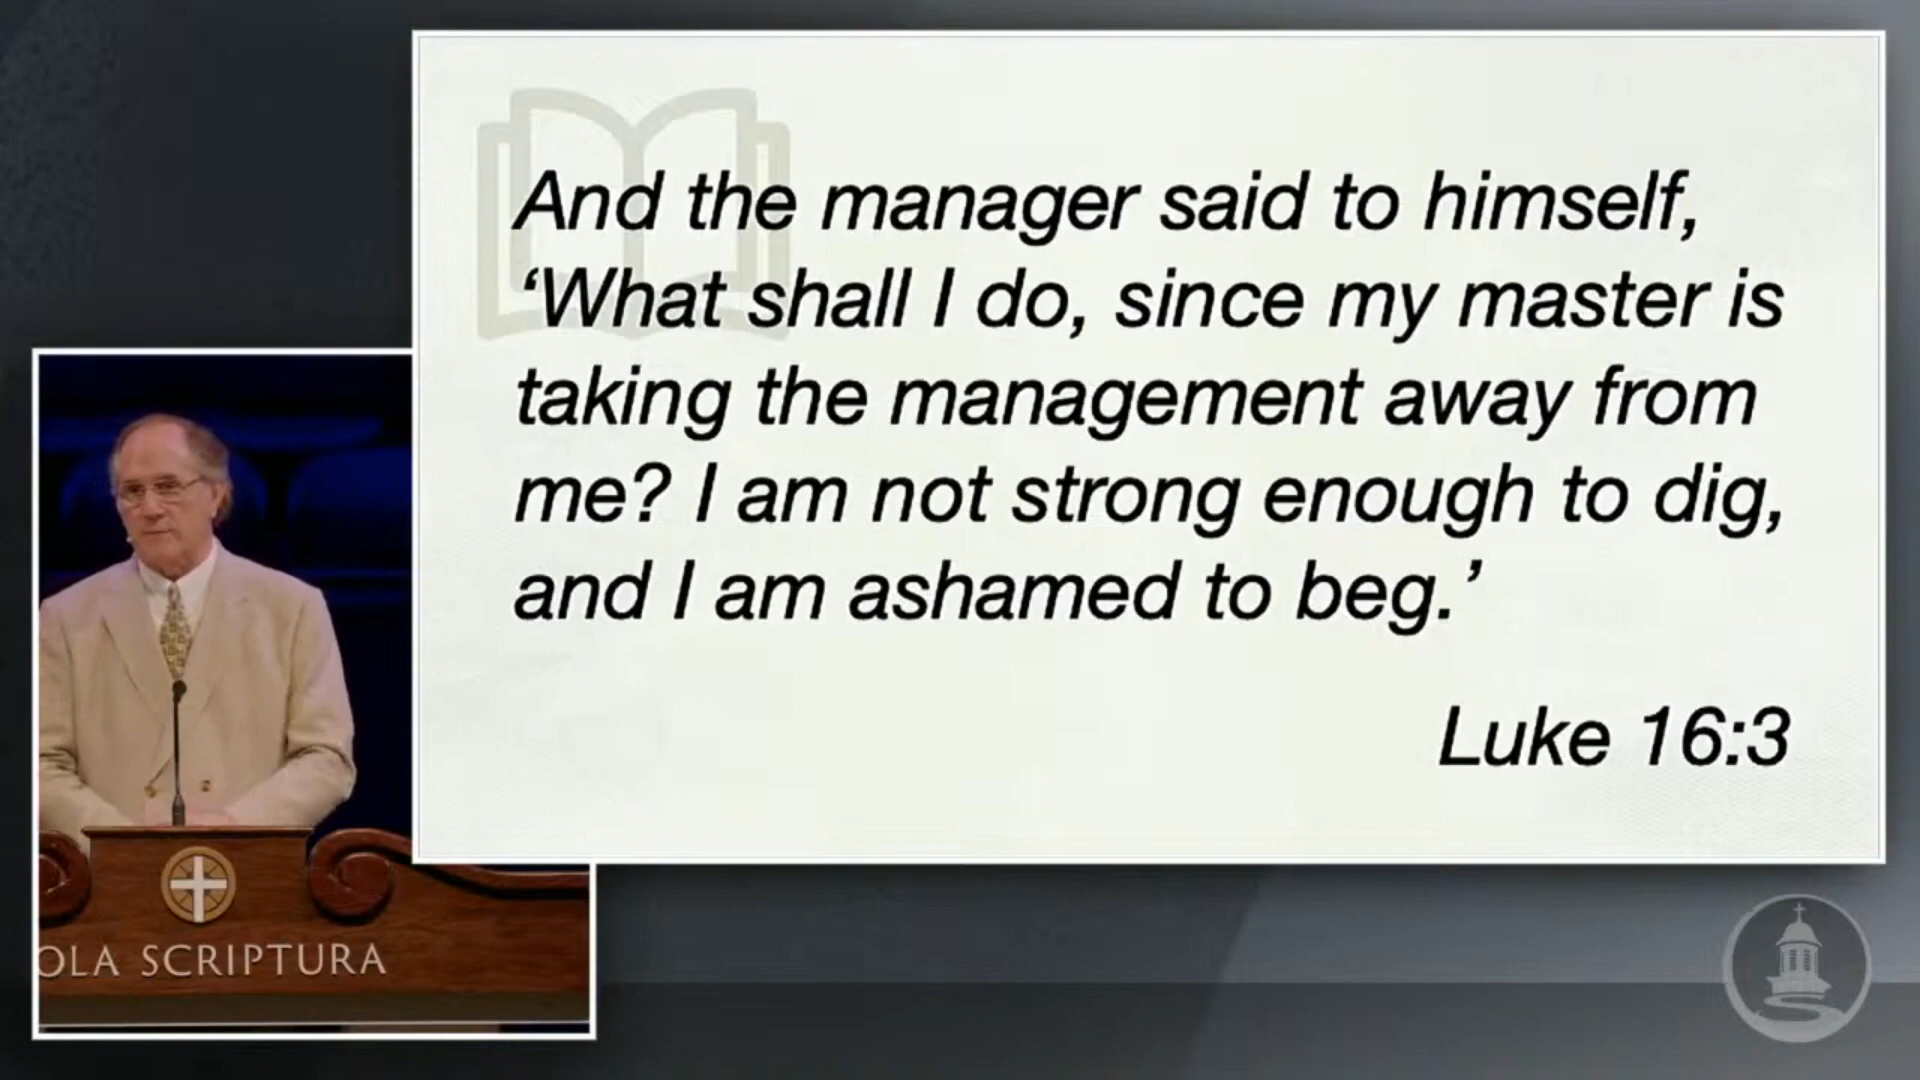 And the manager said to himself,
‘What shall I do, since my master is
taking the management away from
me? I am not strong enough to dig,
and I am ashamed to beg.’
Luke 16:3
OLA SCRIPTURA